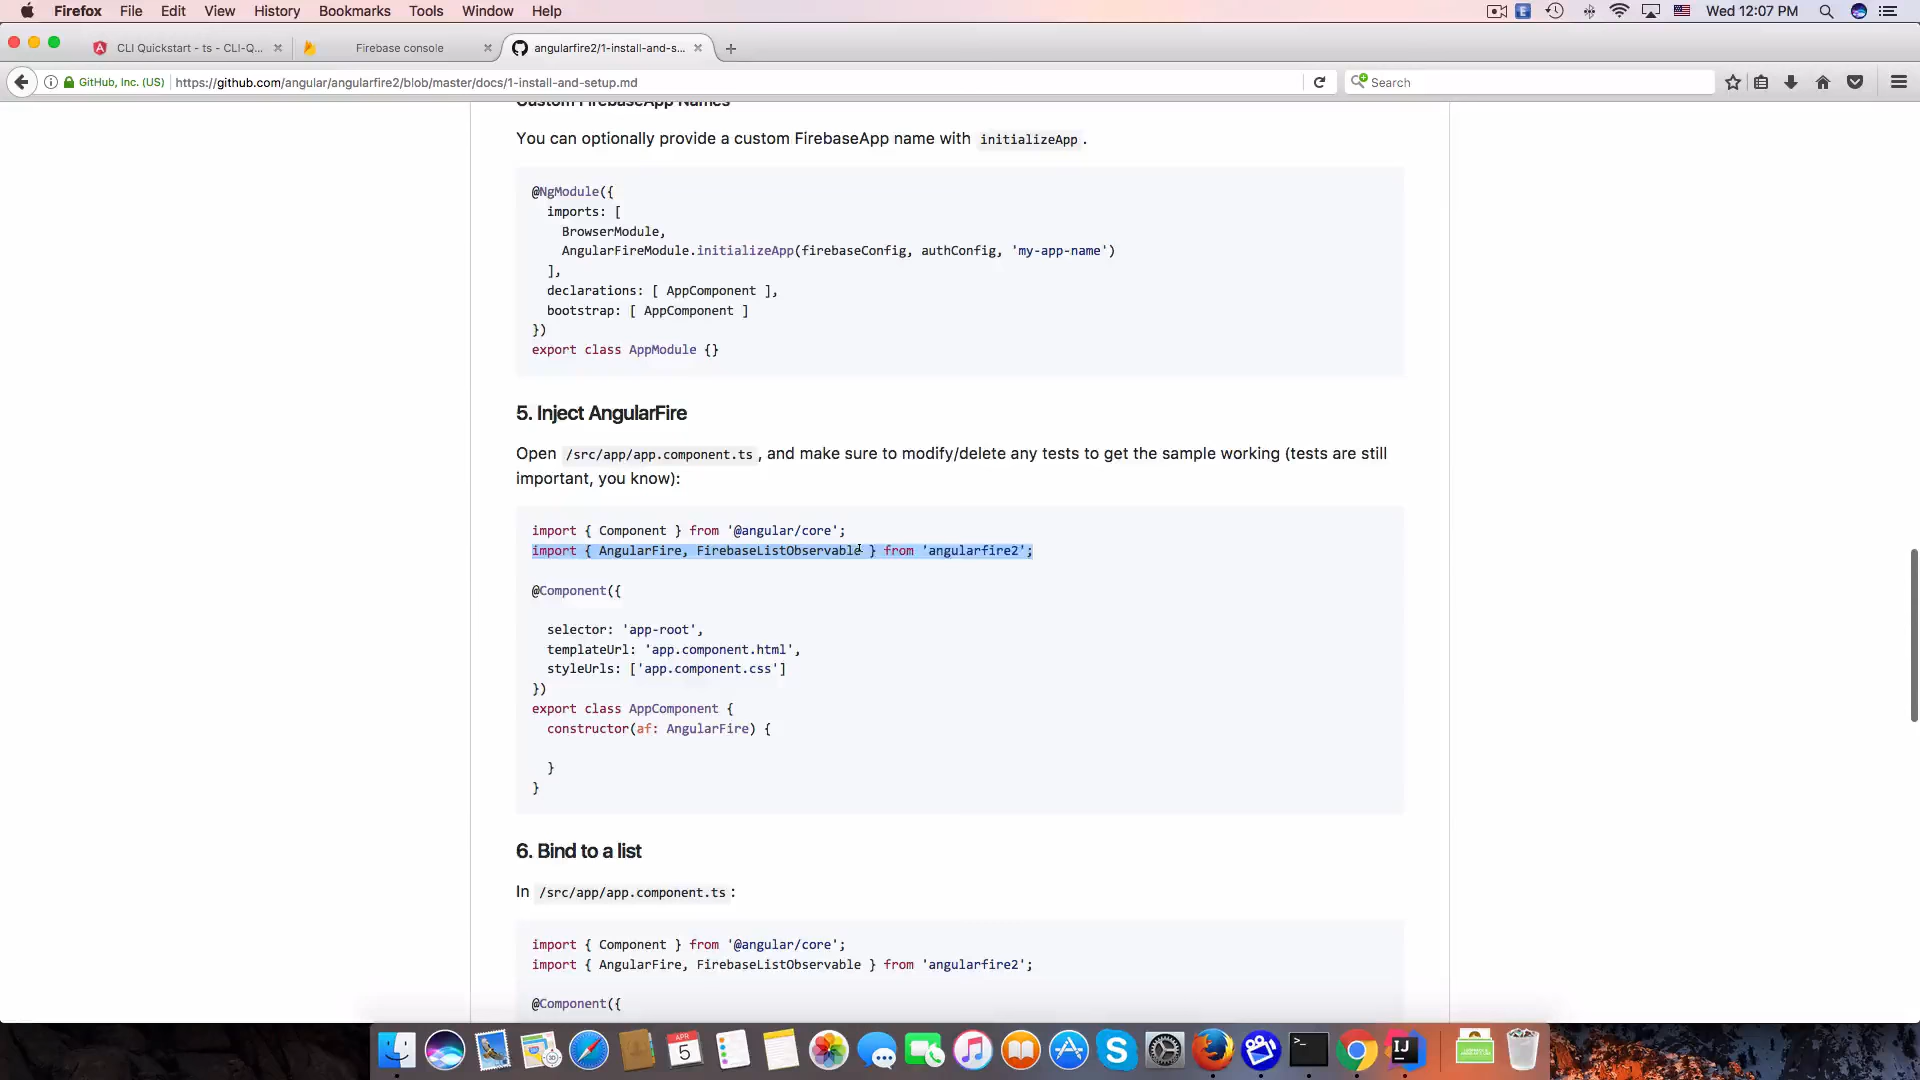 Firefox File Edit View History Bookmarks Tools Window Help Wed 12:07 PM
CLI Quickstart - ts - CLI-Q... Firebase console angularfire2/1-install-and-s...
GitHub, Inc. (US) https://github.com/angular/angularfire2/blob/master/docs/1-install-and-setup.md Search
Custom FirebaseApp Names
You can optionally provide a custom FirebaseApp name with initializeApp.
@NgModule({
imports: [
BrowserModule,
AngularFireModule.initializeApp(firebaseConfig, authConfig, 'my-app-name')
],
declarations: [ AppComponent ],
bootstrap: [ AppComponent ]
})
export class AppModule {}
5. Inject AngularFire
Open /src/app/app.component.ts, and make sure to modify/delete any tests to get the sample working (tests are still
important, you know):
import { Component } from '@angular/core';
import { AngularFire, FirebaseListObservable } from 'angularfire2';
@Component({
selector: 'app-root',
templateUrl: 'app.component.html',
styleUrls: ['app.component.css']
})
export class AppComponent {
constructor(af: AngularFire) {
}
}
6. Bind to a list
In /src/app/app.component.ts:
import { Component } from '@angular/core';
import { AngularFire, FirebaseListObservable } from 'angularfire2';
@Component({
APR
5
IJ